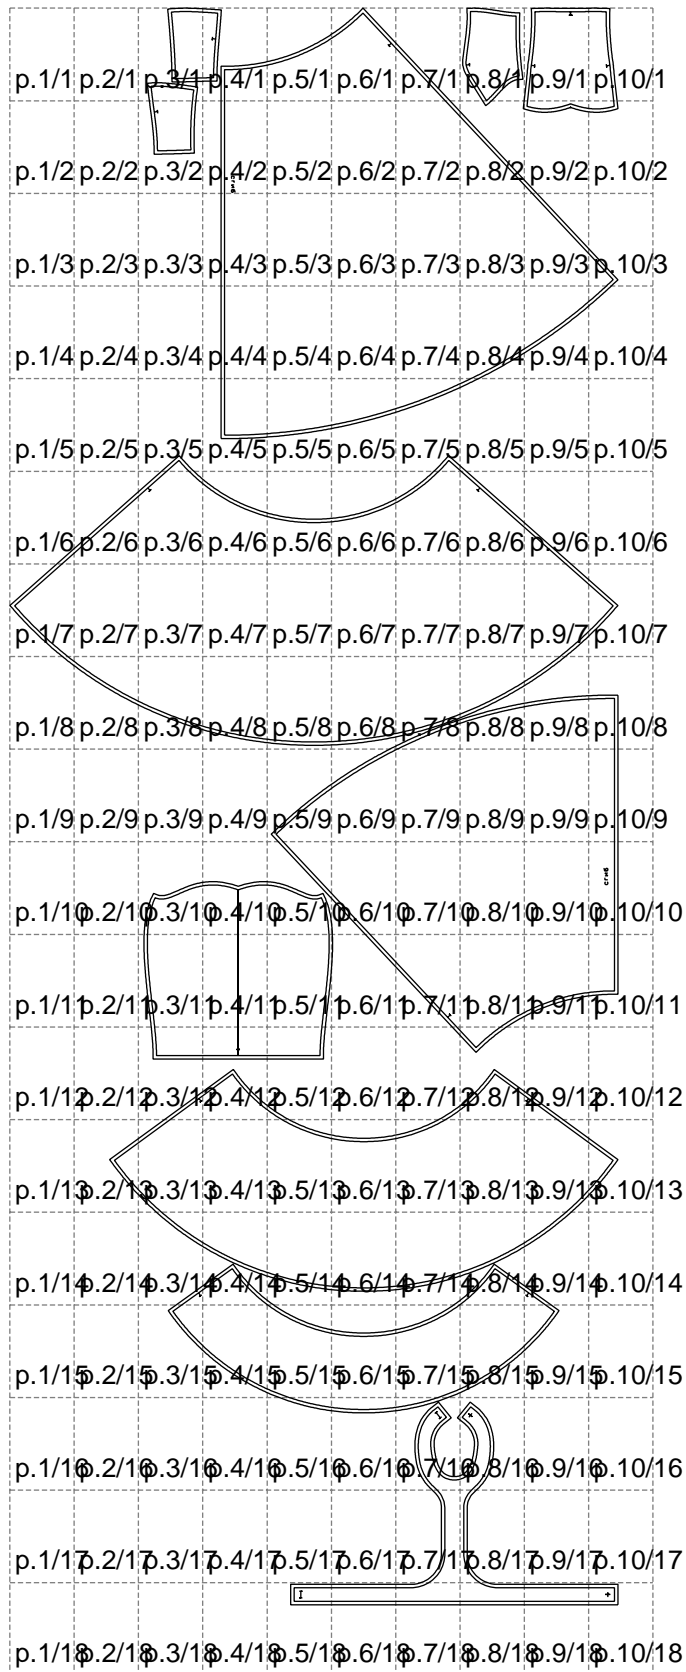 p.1/1 p.2/1 p.3/1 p.4/1 p.5/1 p.6/1 p.7/1 p.8/1 p.9/1 p.10/1
p.1/2 p.2/2 p.3/2 p.4/2 p.5/2 p.6/2 p.7/2 p.8/2 p.9/2 p.10/2
сгиб
p.1/3 p.2/3 p.3/3 p.4/3 p.5/3 p.6/3 p.7/3 p.8/3 p.9/3 p.10/3
p.1/4 p.2/4 p.3/4 p.4/4 p.5/4 p.6/4 p.7/4 p.8/4 p.9/4 p.10/4
p.1/5 p.2/5 p.3/5 p.4/5 p.5/5 p.6/5 p.7/5 p.8/5 p.9/5 p.10/5
p.1/6 p.2/6 p.3/6 p.4/6 p.5/6 p.6/6 p.7/6 p.8/6 p.9/6 p.10/6
p.1/7 p.2/7 p.3/7 p.4/7 p.5/7 p.6/7 p.7/7 p.8/7 p.9/7 p.10/7
p.1/8 p.2/8 p.3/8 p.4/8 p.5/8 p.6/8 p.7/8 p.8/8 p.9/8 p.10/8
p.1/9 p.2/9 p.3/9 p.4/9 p.5/9 p.6/9 p.7/9 p.8/9 p.9/9 p.10/9
сгиб
p.1/10 p.2/10 p.3/10 p.4/10 p.5/10 p.6/10 p.7/10 p.8/10 p.9/10 p.10/10
p.1/11 p.2/11 p.3/11 p.4/11 p.5/11 p.6/11 p.7/11 p.8/11 p.9/11 p.10/11
p.1/12 p.2/12 p.3/12 p.4/12 p.5/12 p.6/12 p.7/12 p.8/12 p.9/12 p.10/12
p.1/13 p.2/13 p.3/13 p.4/13 p.5/13 p.6/13 p.7/13 p.8/13 p.9/13 p.10/13
p.1/14 p.2/14 p.3/14 p.4/14 p.5/14 p.6/14 p.7/14 p.8/14 p.9/14 p.10/14
p.1/15 p.2/15 p.3/15 p.4/15 p.5/15 p.6/15 p.7/15 p.8/15 p.9/15 p.10/15
p.1/16 p.2/16 p.3/16 p.4/16 p.5/16 p.6/16 p.7/16 p.8/16 p.9/16 p.10/16
p.1/17 p.2/17 p.3/17 p.4/17 p.5/17 p.6/17 p.7/17 p.8/17 p.9/17 p.10/17
p.1/18 p.2/18 p.3/18 p.4/18 p.5/18 p.6/18 p.7/18 p.8/18 p.9/18 p.10/18